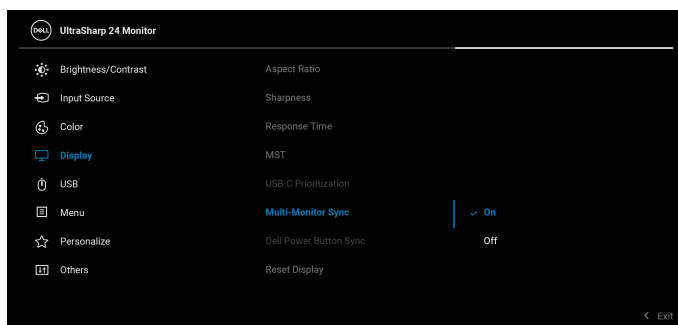 DELL UltraSharp 24 Monitor
Brightness/Contrast Aspect Ratio
Input Source Sharpness
Color Response Time
Display MST
USB USB-C Prioritization
Menu Multi-Monitor Sync On
Personalize Dell Power Button Sync Off
Others Reset Display
Exit